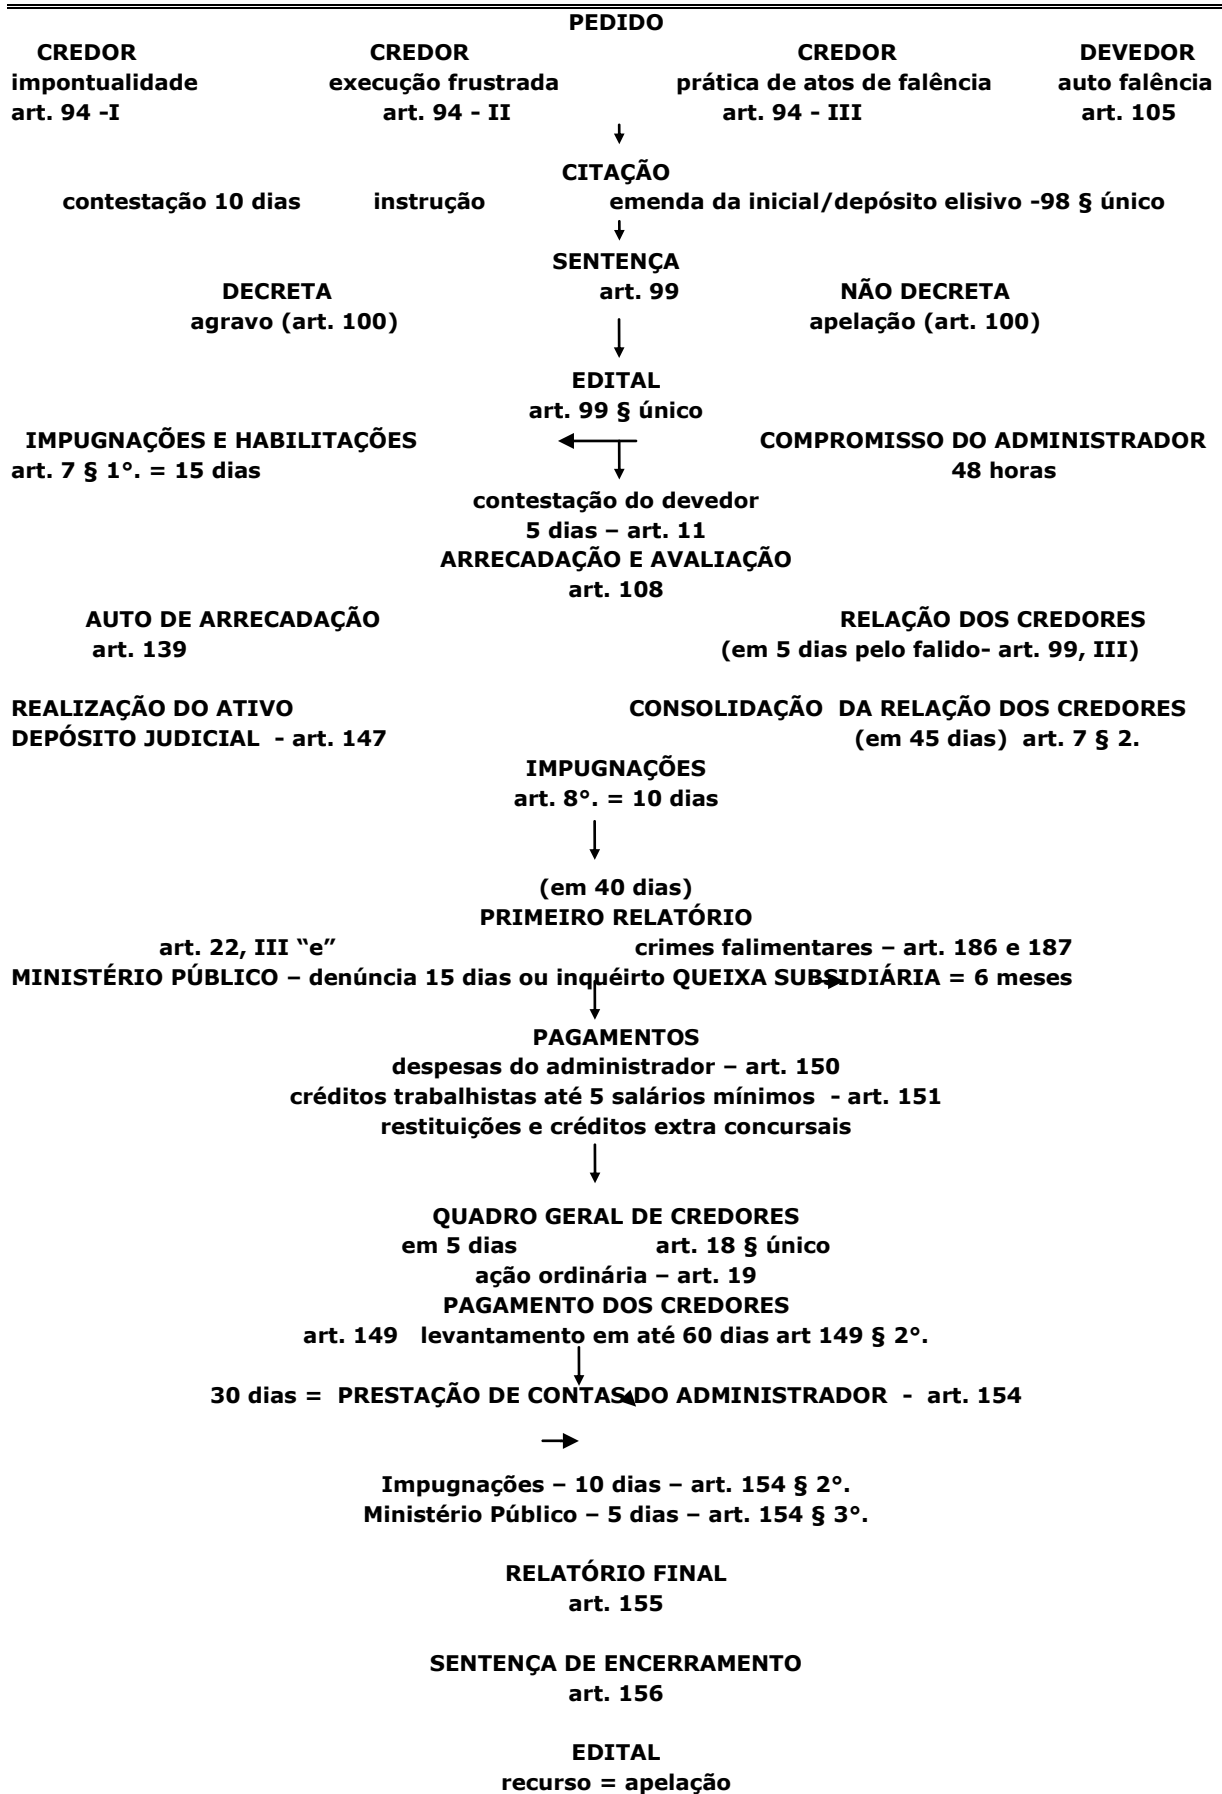 PEDIDO
CREDOR CREDOR CREDOR DEVEDOR
impontualidade execução frustrada prática de atos de falência auto falência
art. 94 -I art. 94 - II art. 94 - III art. 105
CITAÇÃO
contestação 10 dias instrução emenda da inicial/depósito elisivo -98 § único
SENTENÇA
DECRETA art. 99 NÃO DECRETA
agravo (art. 100) apelação (art. 100)
EDITAL
art. 99 § único
IMPUGNAÇÕES E HABILITAÇÕES COMPROMISSO DO ADMINISTRADOR
art. 7 § 1°. = 15 dias 48 horas
contestação do devedor
5 dias – art. 11
ARRECADAÇÃO E AVALIAÇÃO
art. 108
AUTO DE ARRECADAÇÃO RELAÇÃO DOS CREDORES
art. 139 (em 5 dias pelo falido- art. 99, III)
REALIZAÇÃO DO ATIVO CONSOLIDAÇÃO DA RELAÇÃO DOS CREDORES
DEPÓSITO JUDICIAL - art. 147 (em 45 dias) art. 7 § 2.
IMPUGNAÇÕES
art. 8°. = 10 dias
(em 40 dias)
PRIMEIRO RELATÓRIO
art. 22, III “e” crimes falimentares – art. 186 e 187
MINISTÉRIO PÚBLICO – denúncia 15 dias ou inquéirto QUEIXA SUBSIDIÁRIA = 6 meses
PAGAMENTOS
despesas do administrador – art. 150
créditos trabalhistas até 5 salários mínimos - art. 151
restituições e créditos extra concursais
QUADRO GERAL DE CREDORES
em 5 dias art. 18 § único
ação ordinária – art. 19
PAGAMENTO DOS CREDORES
art. 149 levantamento em até 60 dias art 149 § 2°.
30 dias = PRESTAÇÃO DE CONTAS DO ADMINISTRADOR - art. 154
Impugnações – 10 dias – art. 154 § 2°.
Ministério Público – 5 dias – art. 154 § 3°.
RELATÓRIO FINAL
art. 155
SENTENÇA DE ENCERRAMENTO
art. 156
EDITAL
recurso = apelação